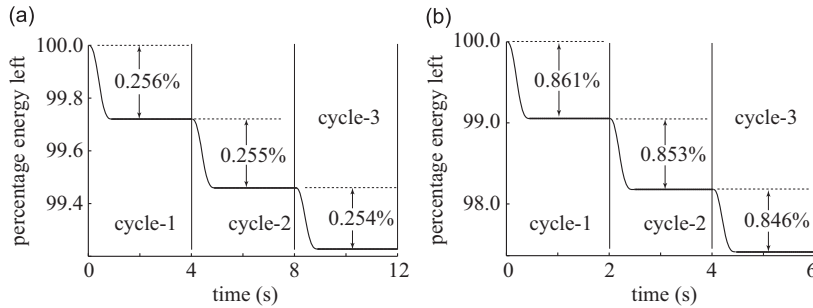 (a)
percentage energy left
100.0
99.8
99.6
99.4
0.256%
0.255%
0.254%
cycle-1
cycle-2
cycle-3
0
4
8
12
time (s)
(b)
percentage energy left
100.0
99.0
98.0
0.861%
0.853%
0.846%
cycle-1
cycle-2
cycle-3
0
2
4
6
time (s)